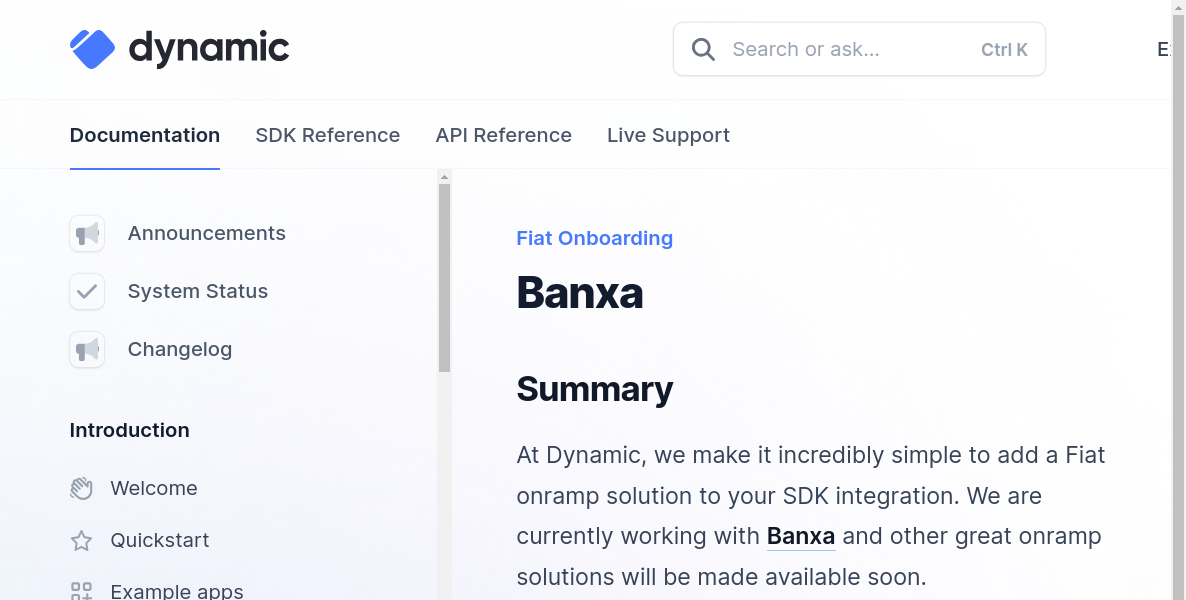 dynamic
Search or ask...
Ctrl K
Documentation
SDK Reference
API Reference
Live Support
Announcements
System Status
Changelog
Introduction
Welcome
Quickstart
Example apps
Fiat Onboarding
Banxa
Summary
At Dynamic, we make it incredibly simple to add a Fiat
onramp solution to your SDK integration. We are
currently working with Banxa and other great onramp
solutions will be made available soon.